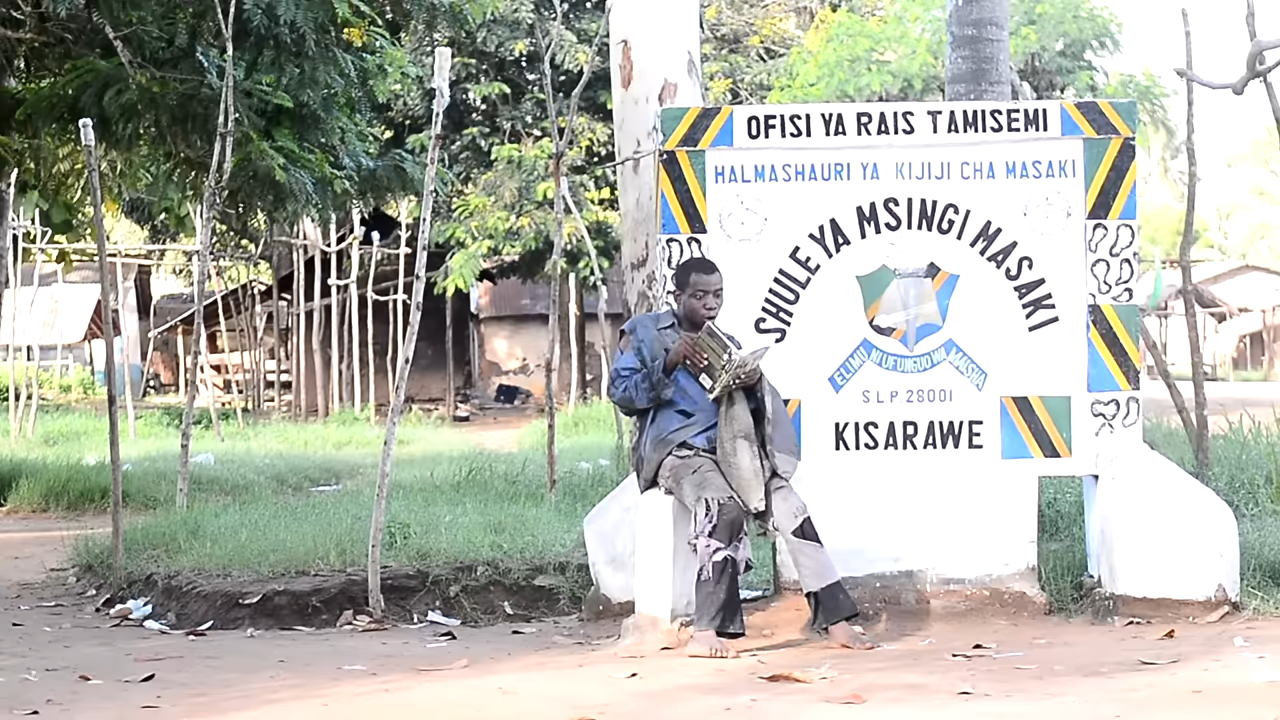 OFISI YA RAIS TAMISEMI
HALMASHAURI YA KIJIJI CHA MASAKI
SHULE YA MSINGI MASAKI
ELIMU NI UFUNGUO WA MAISHA
S L P 28001
KISARAWE